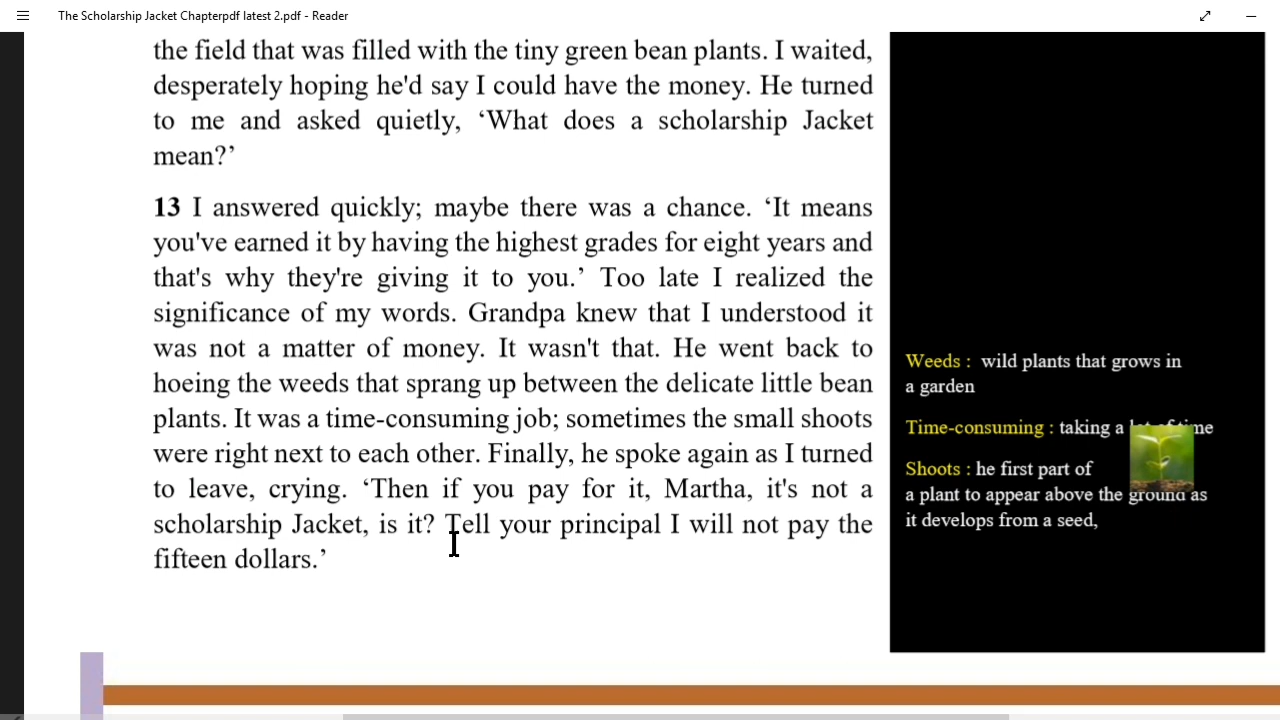 The Scholarship Jacket Chapterpdf latest 2.pdf - Reader
the field that was filled with the tiny green bean plants. I waited,
desperately hoping he'd say I could have the money. He turned
to me and asked quietly, ‘What does a scholarship Jacket
mean?’
13 I answered quickly; maybe there was a chance. ‘It means
you've earned it by having the highest grades for eight years and
that's why they're giving it to you.’ Too late I realized the
significance of my words. Grandpa knew that I understood it
was not a matter of money. It wasn't that. He went back to
hoeing the weeds that sprang up between the delicate little bean
plants. It was a time-consuming job; sometimes the small shoots
were right next to each other. Finally, he spoke again as I turned
to leave, crying. ‘Then if you pay for it, Martha, it's not a
scholarship Jacket, is it? Tell your principal I will not pay the
fifteen dollars.’
Weeds : wild plants that grows in
a garden
Time-consuming : taking a lot of time
Shoots : he first part of
a plant to appear above the ground as
it develops from a seed,